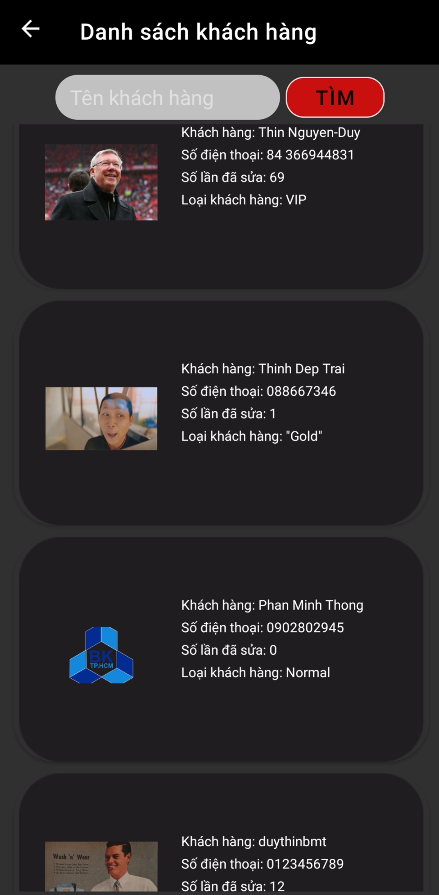 Danh sách khách hàng
Tên khách hàng
TÌM
Khách hàng: Thin Nguyen-Duy
Số điện thoại: 84 366944831
Số lần đã sửa: 69
Loại khách hàng: VIP
Khách hàng: Thinh Dep Trai
Số điện thoại: 088667346
Số lần đã sửa: 1
Loại khách hàng: "Gold"
BK
TP.HCM
Khách hàng: Phan Minh Thong
Số điện thoại: 0902802945
Số lần đã sửa: 0
Loại khách hàng: Normal
Wash 'n' Wear
Khách hàng: duythinbmt
Số điện thoại: 0123456789
Số lần đã sửa: 12